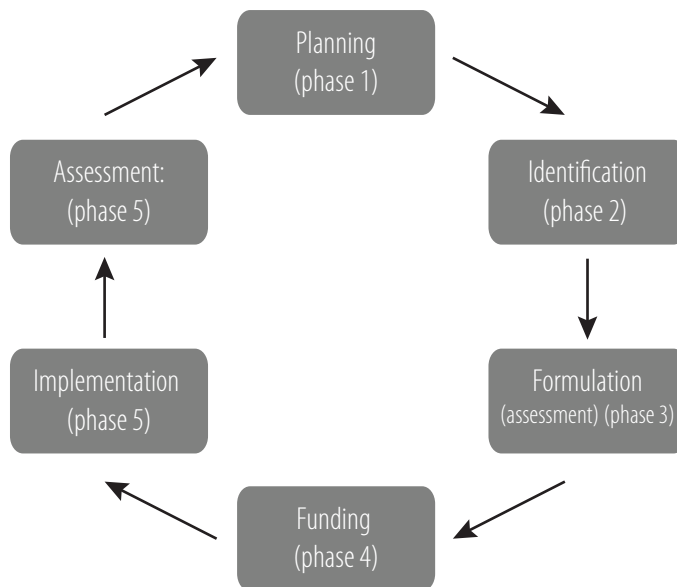 Planning
(phase 1)
Identification
(phase 2)
Formulation
(assessment) (phase 3)
Funding
(phase 4)
Implementation
(phase 5)
Assessment:
(phase 5)